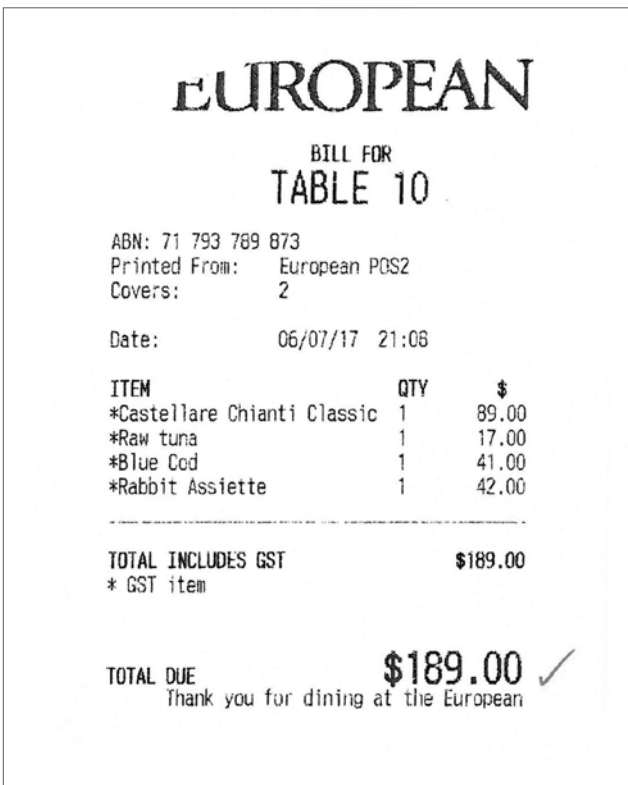 EUROPEAN
BILL FOR
TABLE 10
ABN: 71 793 789 873
Printed From: European POS2
Covers: 2
Date: 06/07/17 21:08
ITEM QTY $
*Castellare Chianti Classic 1 89.00
*Raw tuna 1 17.00
*Blue Cod 1 41.00
*Rabbit Assiette 1 42.00
TOTAL INCLUDES GST $189.00
* GST item
TOTAL DUE $189.00
Thank you for dining at the European